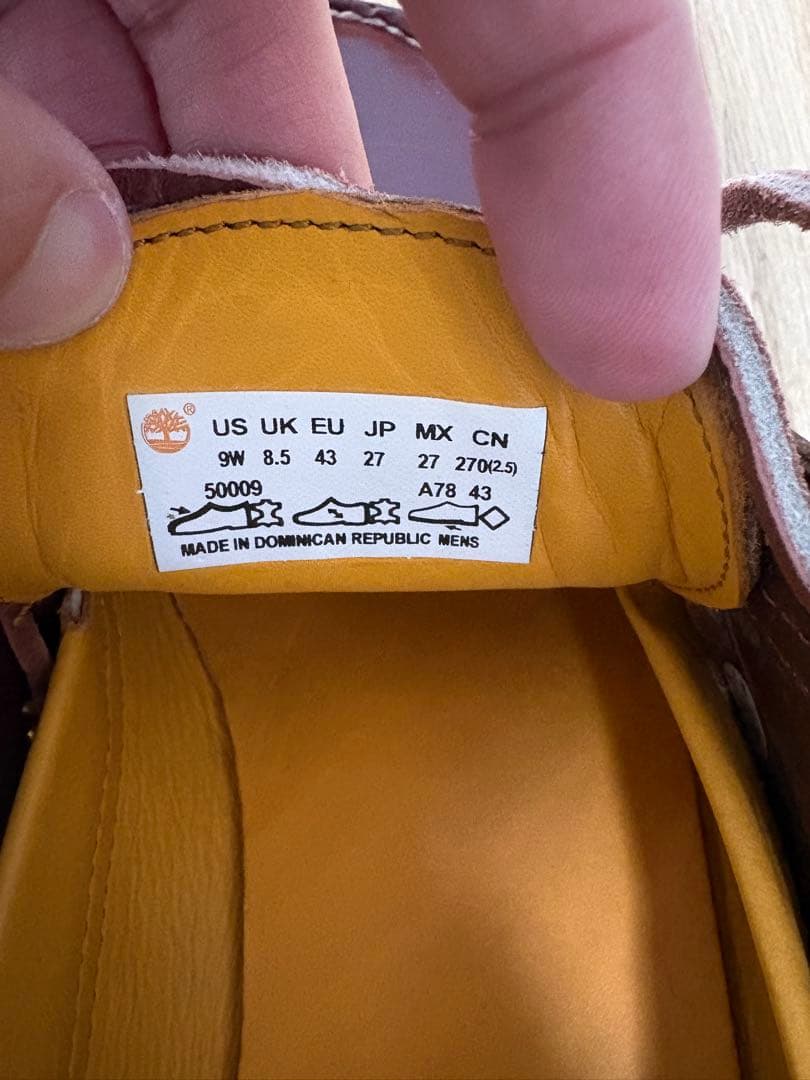 ®
US UK EU JP MX CN
9W 8.5 43 27 27 270(2.5)
50009 A78 43
MADE IN DOMINICAN REPUBLIC MENS